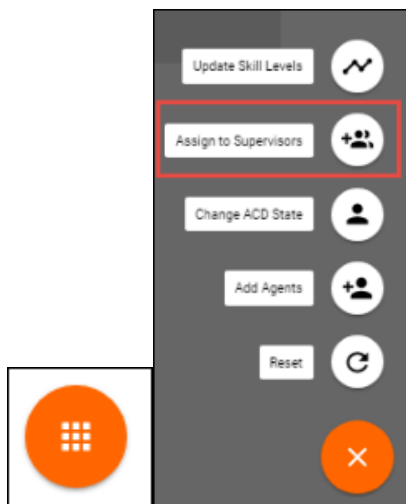 Update Skill Levels
Assign to Supervisors
Change ACD State
Add Agents
Reset